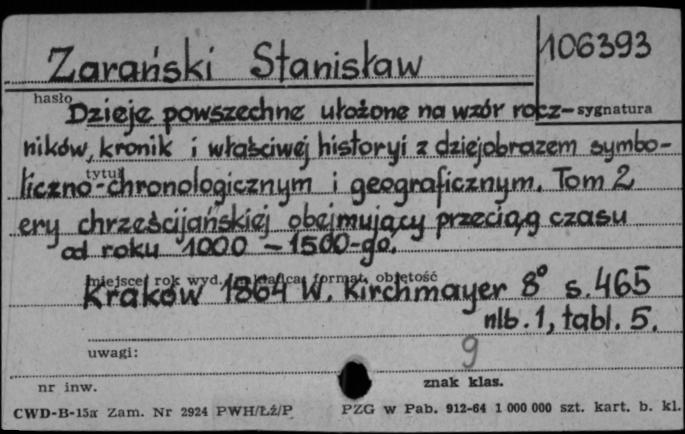 Zarański Stanisław
106393
hasło
sygnatura
Dzieje powszechne ułożone na wzór rocz-
ników, kronik i właściwej historyi z dziejobrazem symbo-
tytuł
liczno-chronologicznym i geograficznym. Tom 2
ery chrześcijańskiej obejmujący przeciąg czasu
od roku 1000 - 1500-go.
miejsce, rok wyd., format, objętość
Kraków 1864 W. Kirchmayer 8° s. 465
nlb. 1, tabl. 5.
uwagi:
9
nr inw.
znak klas.
CWD-B-15a Zam. Nr 2924 PWH/Łź/P. PZG w Pab. 912-64 1 000 000 szt. kart. b. kl.